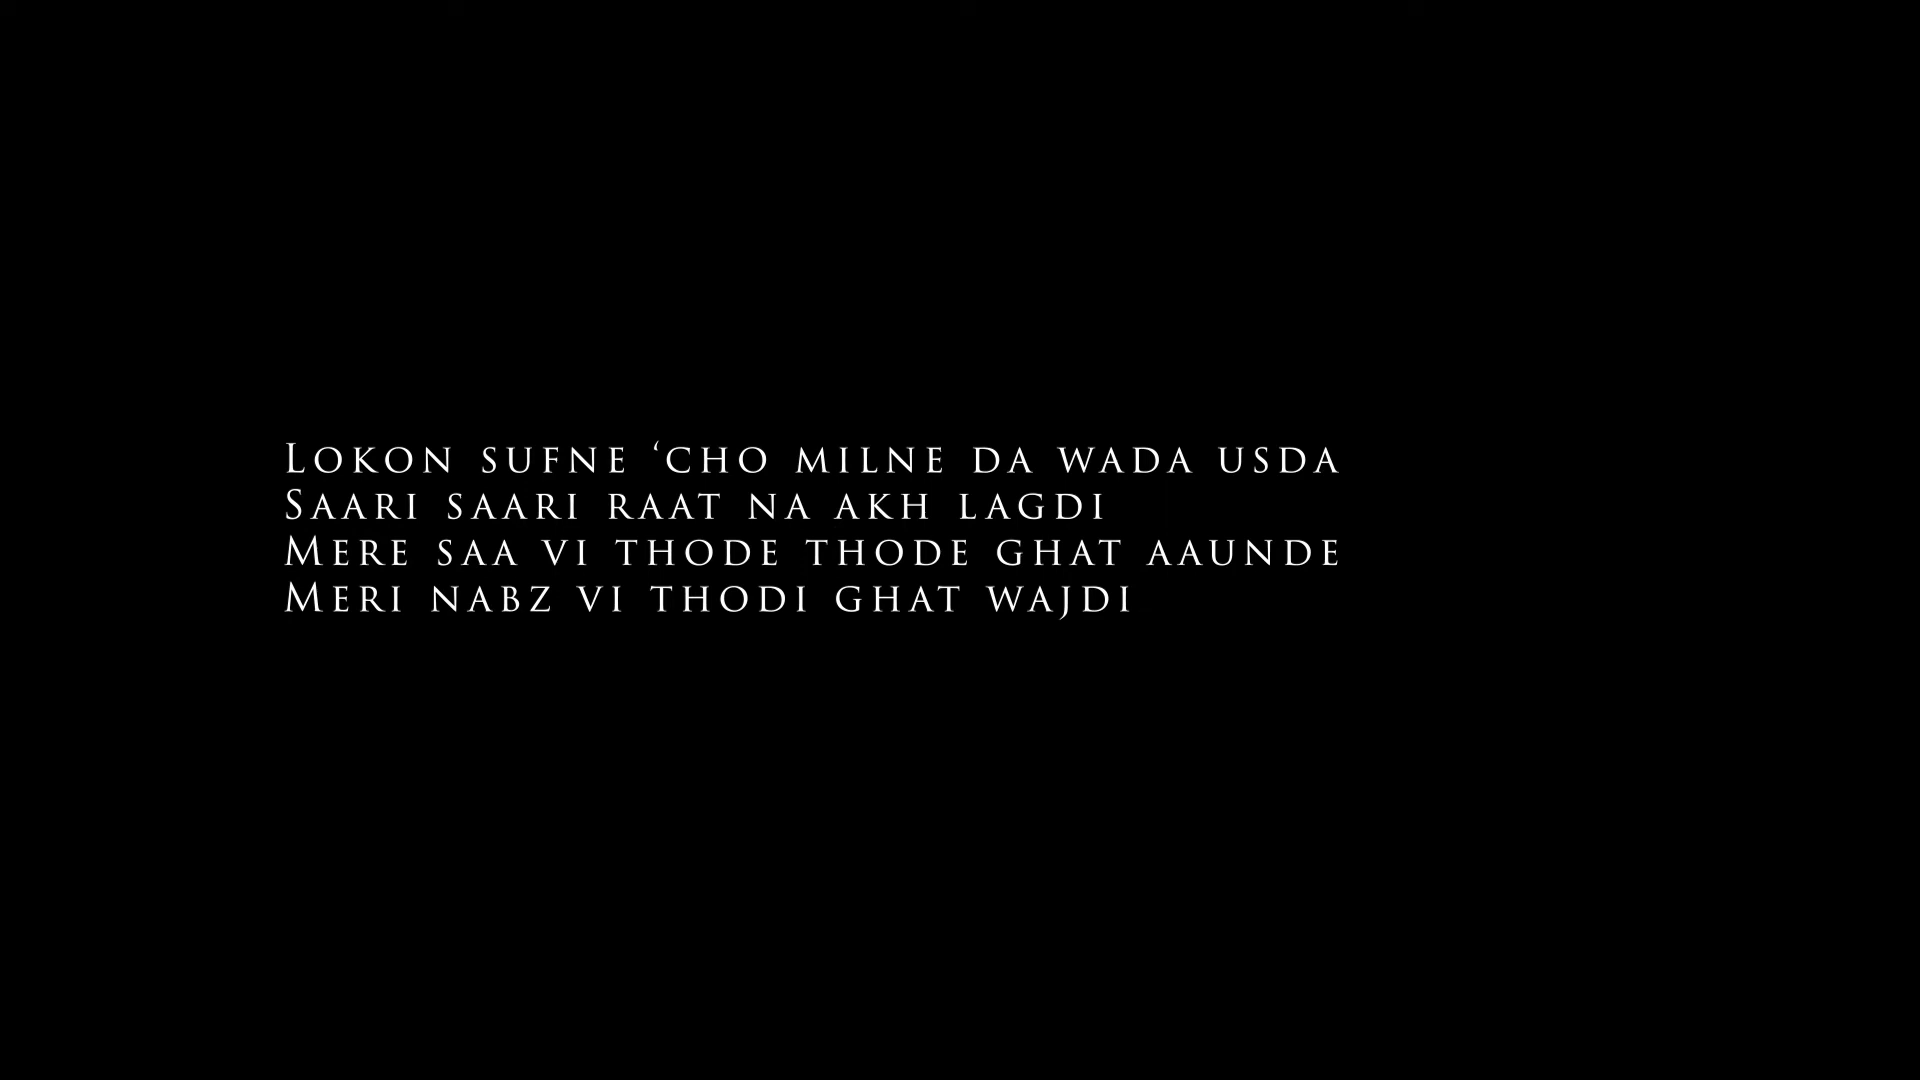 Lokon sufne ‘cho milne da wada usda
Saari saari raat na akh lagdi
Mere saa vi thode thode ghat aaunde
Meri nabz vi thodi ghat wajdi